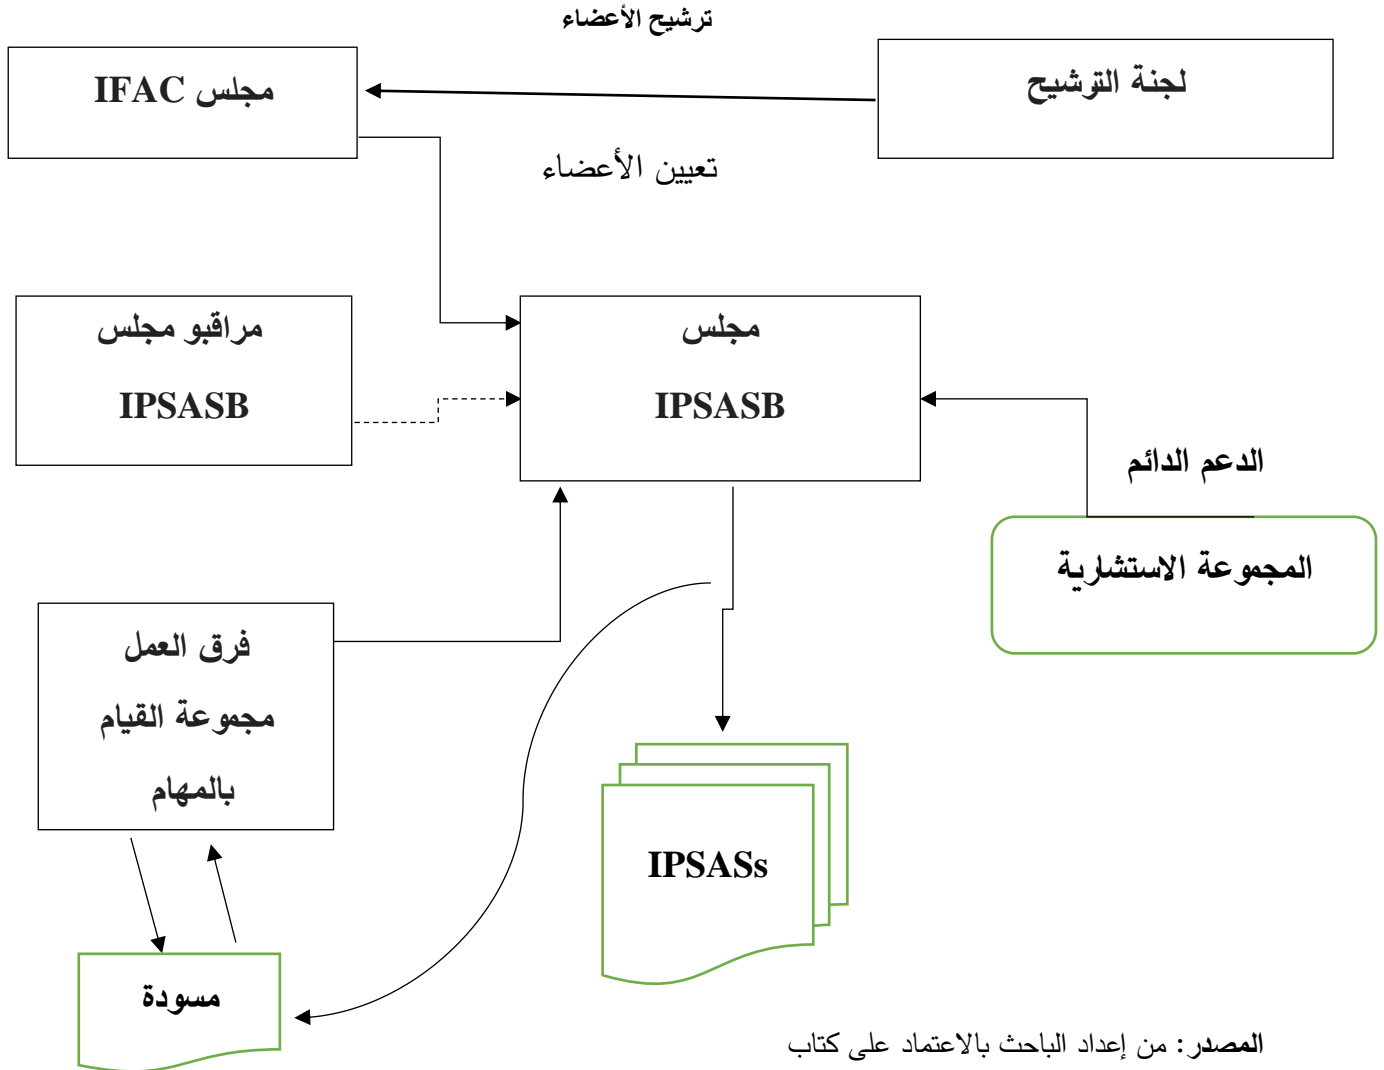 ترشيح الأعضاء
لجنة الترشيح
مجلس IFAC
تعيين الأعضاء
مجلس
IPSASB
مراقبو مجلس
IPSASB
الدعم الدائم
المجموعة الاستشارية
فرق العمل
مجموعة القيام
بالمهام
IPSASs
مسودة
المصدر: من إعداد الباحث بالاعتماد على كتاب